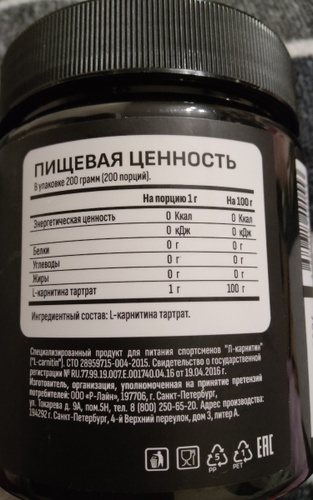 ПИЩЕВАЯ ЦЕННОСТЬ
В упаковке 200 грамм (200 порций).
На порцию 1 г На 100 г
Энергетическая ценность 0 Ккал 0 Ккал
0 кДж 0 кДж
Белки 0 г 0 г
Углеводы 0 г 0 г
Жиры 0 г 0 г
L-карнитина тартрат 1 г 100 г
Ингредиентный состав: L-карнитина тартрат.
Специализированный продукт для питания спортсменов "Л-карнитин"
("L-carnitin"). СТО 28959715-004-2015. Свидетельство о государственной
регистрации № RU.77.99.19.007.E.001740.04.16 от 19.04.2016 г.
Изготовитель, организация, уполномоченная на принятие претензий
потребителей: ООО «Р-Лайн», 197706, г. Санкт-Петербург,
ул. Токарева д. 9А, пом.5Н, тел. 8 (800) 250-65-20. Адрес производства:
194292 г. Санкт-Петербург, 4-й Верхний переулок, дом 3, литер А.
5
PP
1
PET
EAC